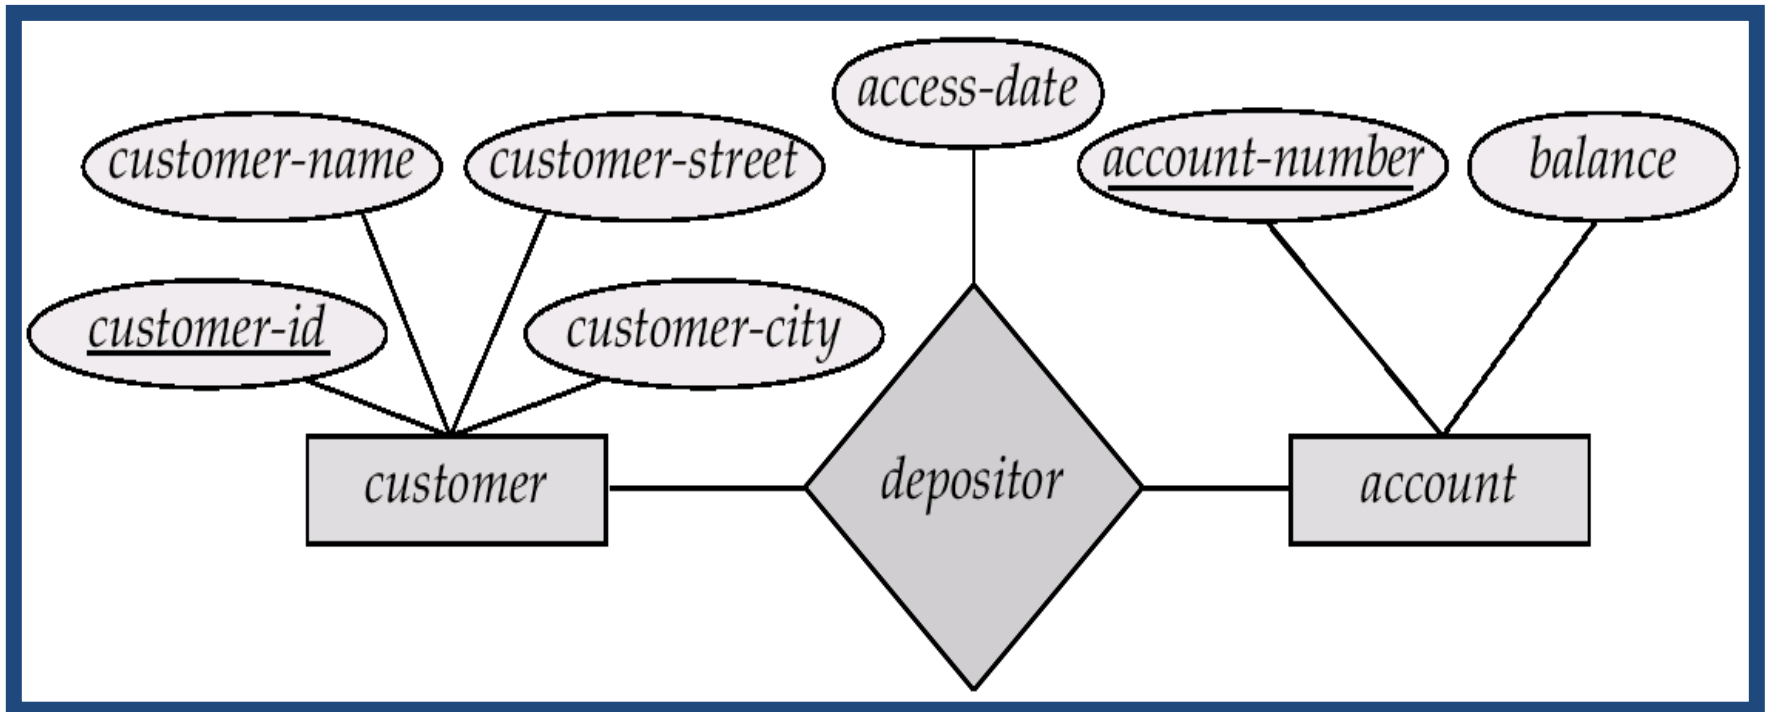 access-date
customer-name
customer-street
account-number
balance
customer-id
customer-city
customer
depositor
account